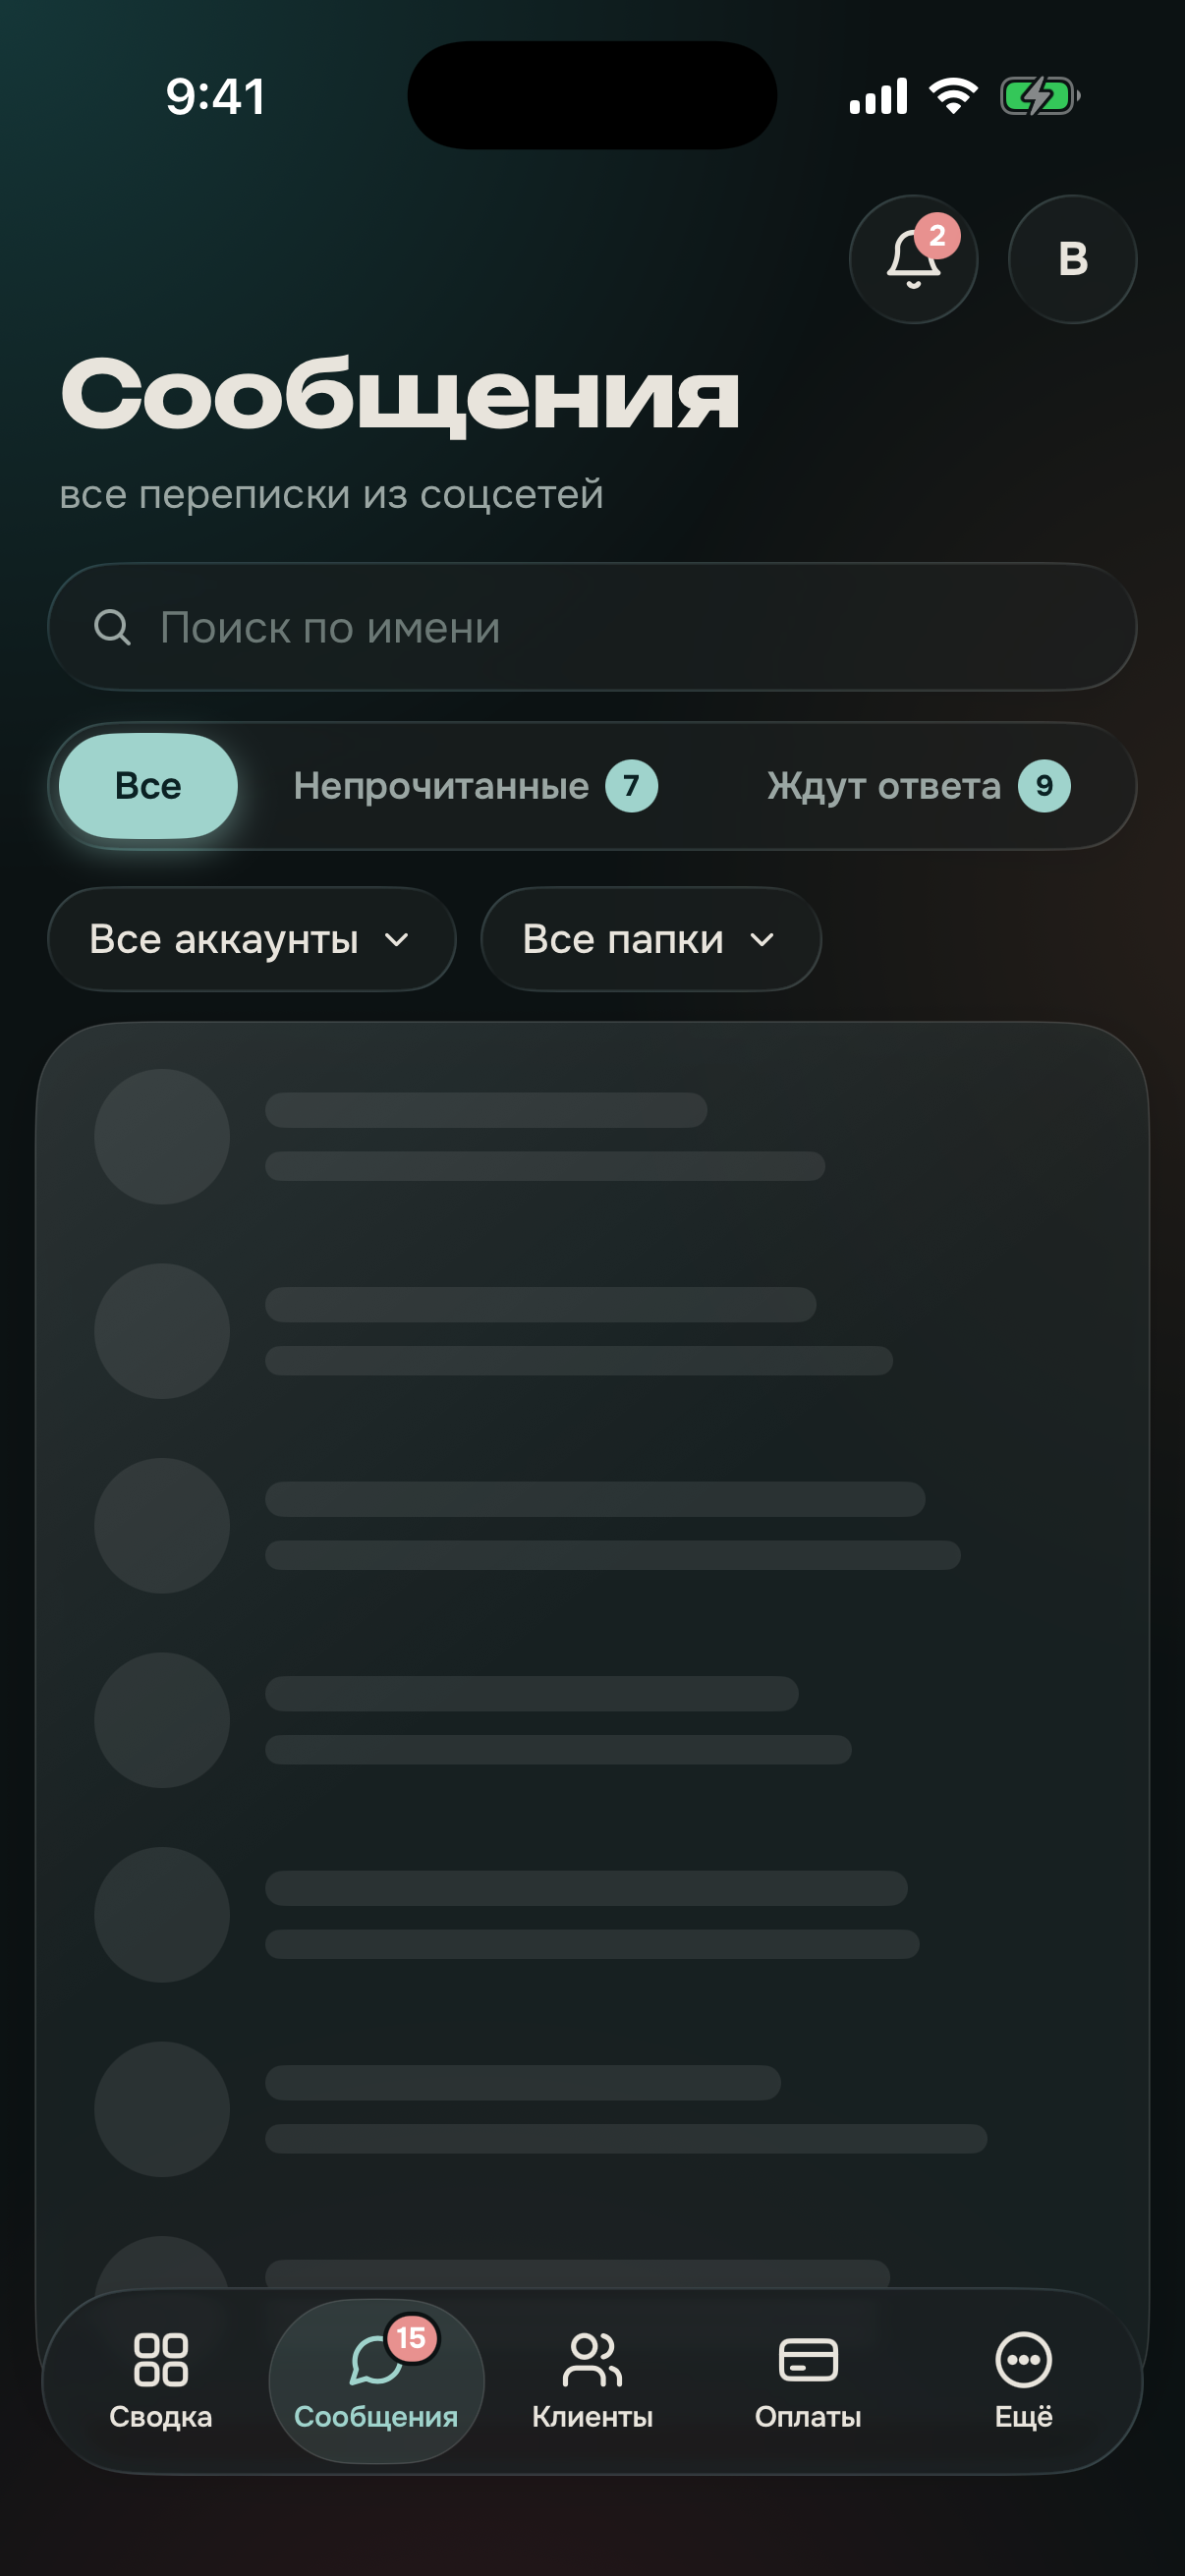 9:41
2
В
Сообщения
все переписки из соцсетей
Поиск по имени
Все Непрочитанные 7 Ждут ответа 9
Все аккаунты Все папки
15
Сводка Сообщения Клиенты Оплаты Ещё